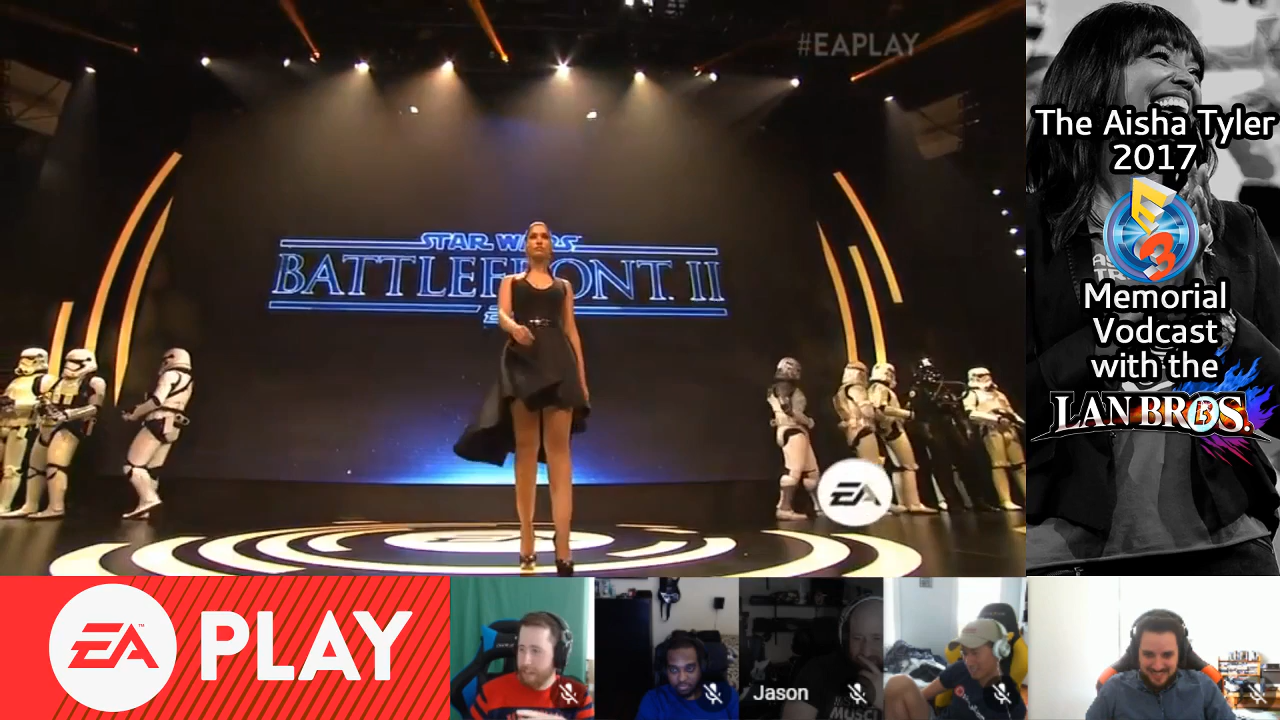 #EAPLAY
STAR WARS
BATTLEFRONT II
EA
The Aisha Tyler
2017
E3
Memorial
Vodcast
with the
LAN BROS.
EA PLAY
Jason